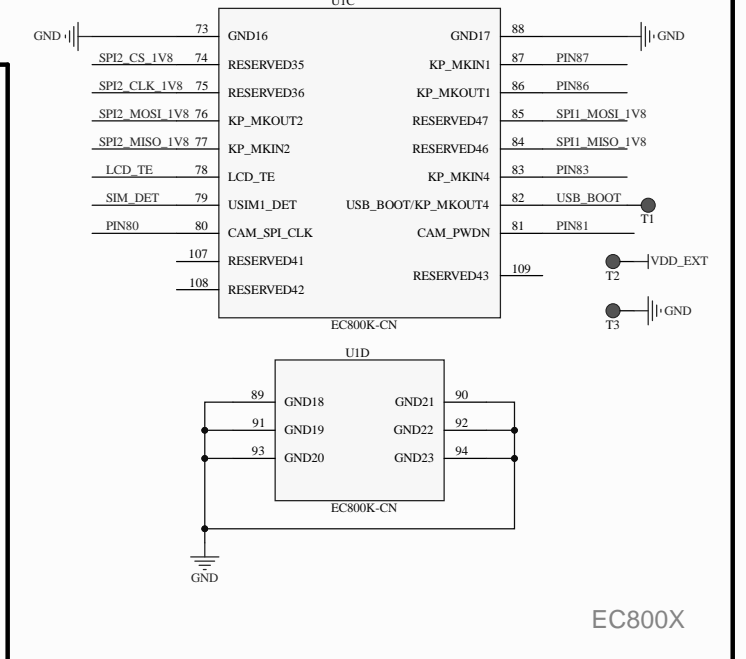 U1C
GND 73 GND16 GND17 88 GND
SPI2_CS_1V8 74 RESERVED35 KP_MKIN1 87 PIN87
SPI2_CLK_1V8 75 RESERVED36 KP_MKOUT1 86 PIN86
SPI2_MOSI_1V8 76 KP_MKOUT2 RESERVED47 85 SPI1_MOSI_1V8
SPI2_MISO_1V8 77 KP_MKIN2 RESERVED46 84 SPI1_MISO_1V8
LCD_TE 78 LCD_TE KP_MKIN4 83 PIN83
SIM_DET 79 USIM1_DET USB_BOOT/KP_MKOUT4 82 USB_BOOT T1
PIN80 80 CAM_SPI_CLK CAM_PWDN 81 PIN81
107 RESERVED41 T2 VDD_EXT
108 RESERVED42 RESERVED43 109
T3 GND
EC800K-CN
U1D
89 GND18 GND21 90
91 GND19 GND22 92
93 GND20 GND23 94
EC800K-CN
GND
EC800X